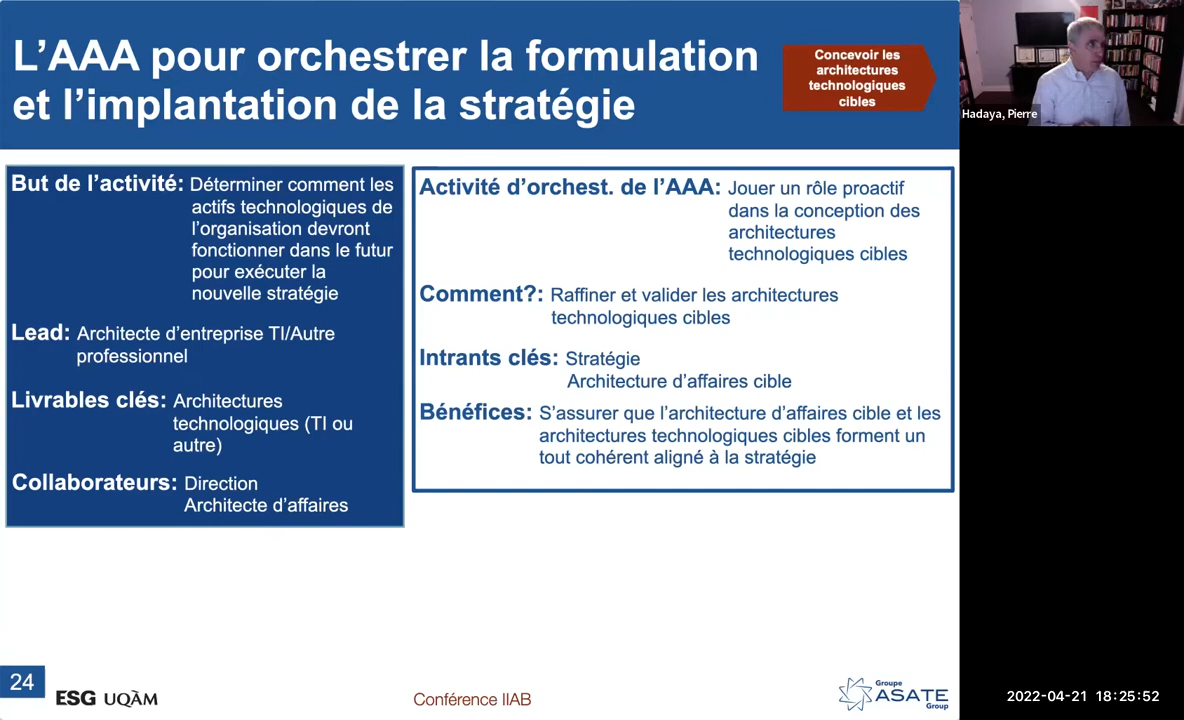 L’AAA pour orchestrer la formulation
et l’implantation de la stratégie
Concevoir les
architectures
technologiques
cibles
Hadaya, Pierre
But de l’activité: Déterminer comment les
actifs technologiques de
l’organisation devront
fonctionner dans le futur
pour exécuter la
nouvelle stratégie
Lead: Architecte d’entreprise TI/Autre
professionnel
Livrables clés: Architectures
technologiques (TI ou
autre)
Collaborateurs: Direction
Architecte d’affaires
Activité d’orchest. de l’AAA: Jouer un rôle proactif
dans la conception des
architectures
technologiques cibles
Comment?: Raffiner et valider les architectures
technologiques cibles
Intrants clés: Stratégie
Architecture d’affaires cible
Bénéfices: S’assurer que l’architecture d’affaires cible et les
architectures technologiques cibles forment un
tout cohérent aligné à la stratégie
24
ESG UQÀM
Conférence IIAB
Groupe
ASATE
Group
2022-04-21 18:25:52